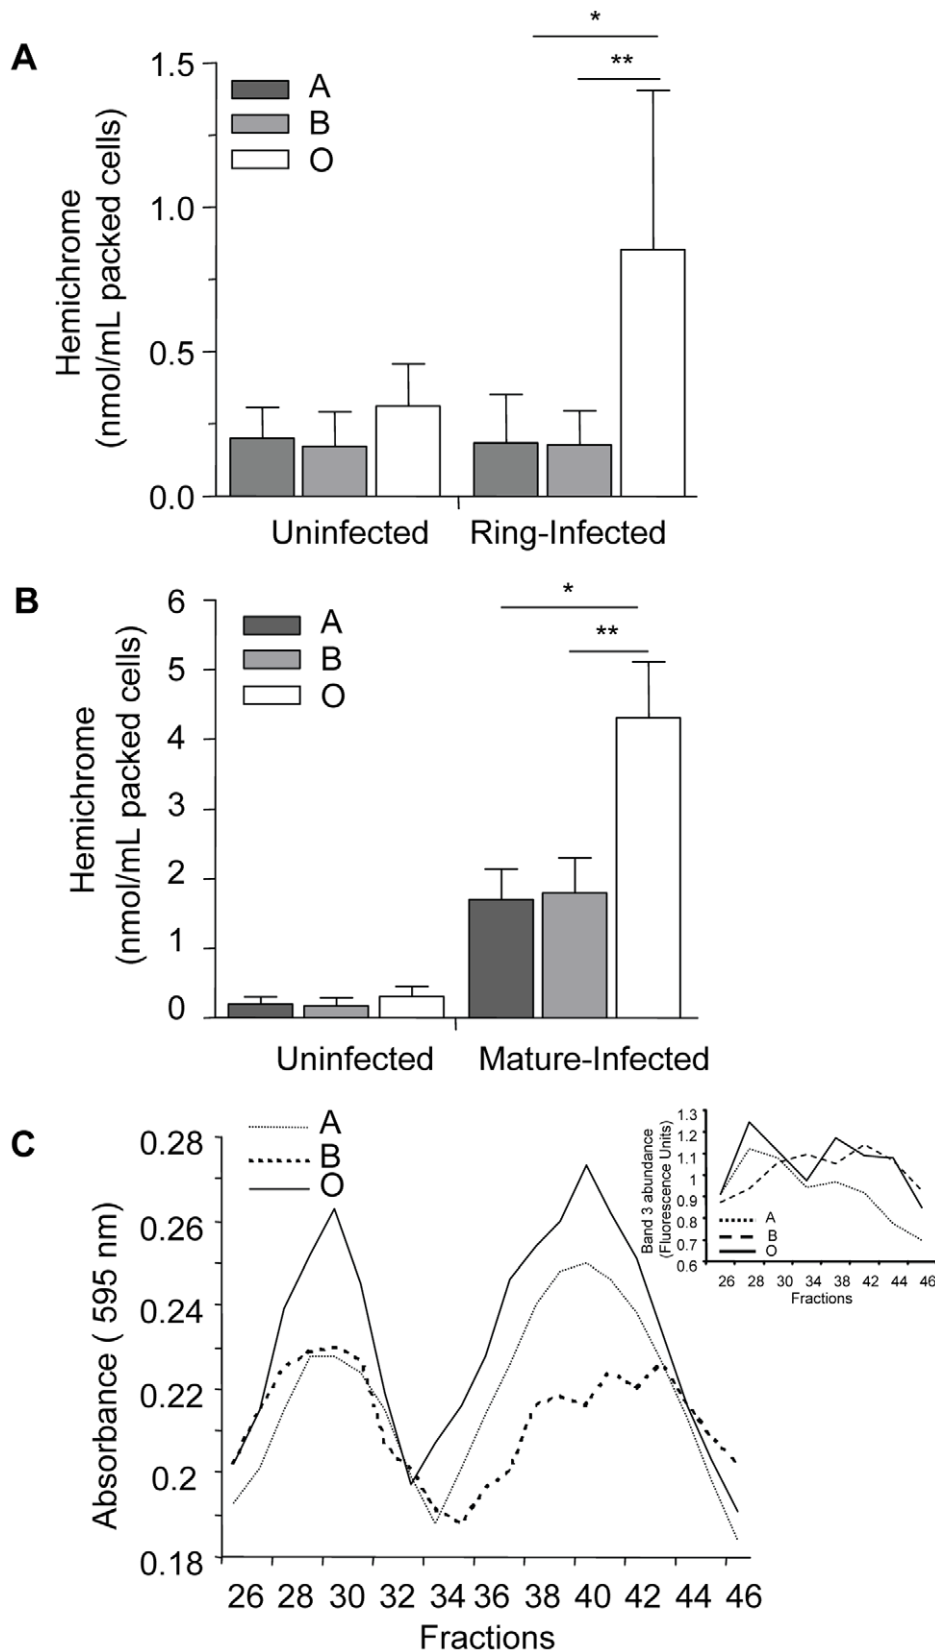 A
Hemichrome
(nmol/mL packed cells)
1.5
1.0
0.5
0.0
A
B
O
*
**
Uninfected Ring-Infected
B
Hemichrome
(nmol/mL packed cells)
6
5
4
3
2
1
0
A
B
O
*
**
Uninfected Mature-Infected
C
Absorbance ( 595 nm)
0.28
0.26
0.24
0.22
0.2
0.18
A
B
O
26 28 30 32 34 36 38 40 42 44 46
Fractions
Band 3 abundance
(Fluorescence Units)
1.3
1.2
1.1
1
0.9
0.8
0.7
0.6
A
B
O
26 28 30 34 38 42 44 46
Fractions